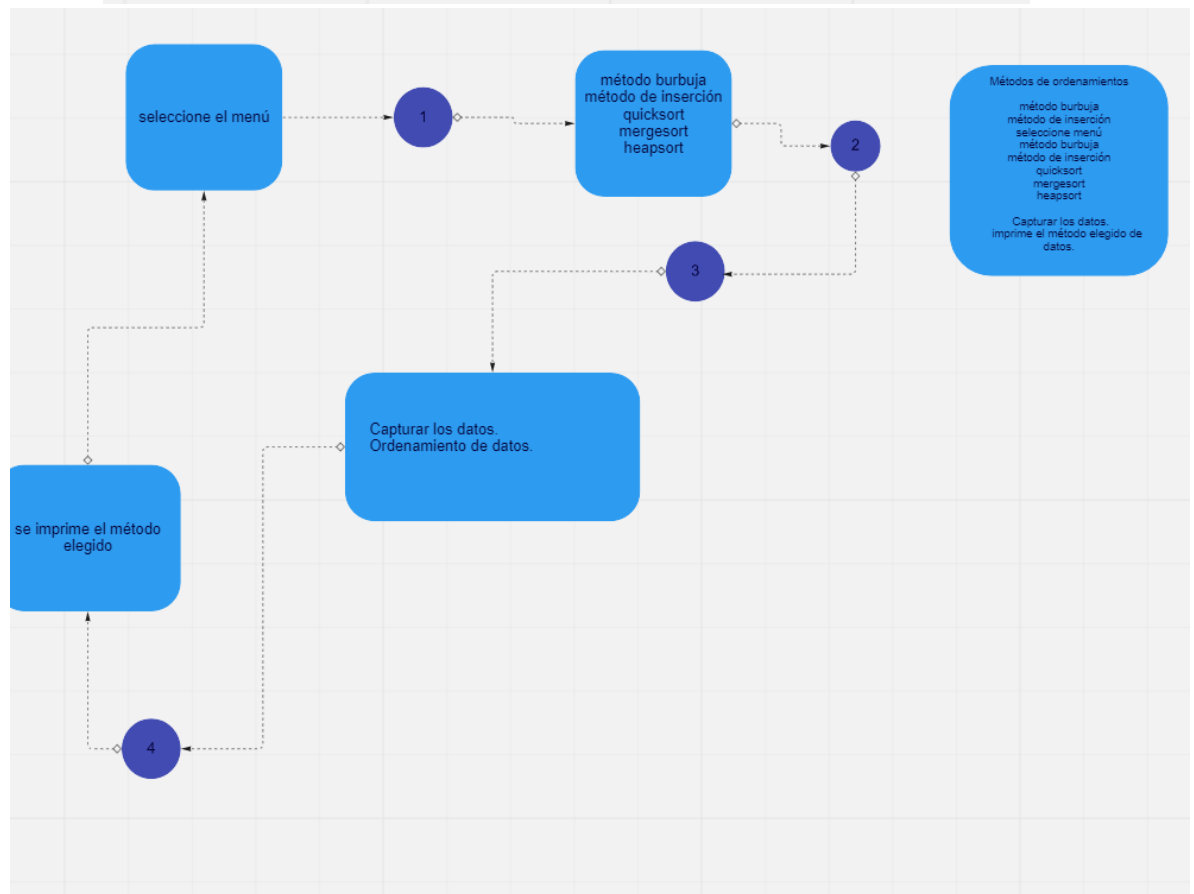 seleccione el menú
1
método burbuja
método de inserción
quicksort
mergesort
heapsort
2
Métodos de ordenamientos
método burbuja
método de inserción
seleccione menú
método burbuja
método de inserción
quicksort
mergesort
heapsort
Capturar los datos.
imprime el método elegido de
datos.
3
Capturar los datos.
Ordenamiento de datos.
se imprime el método
elegido
4